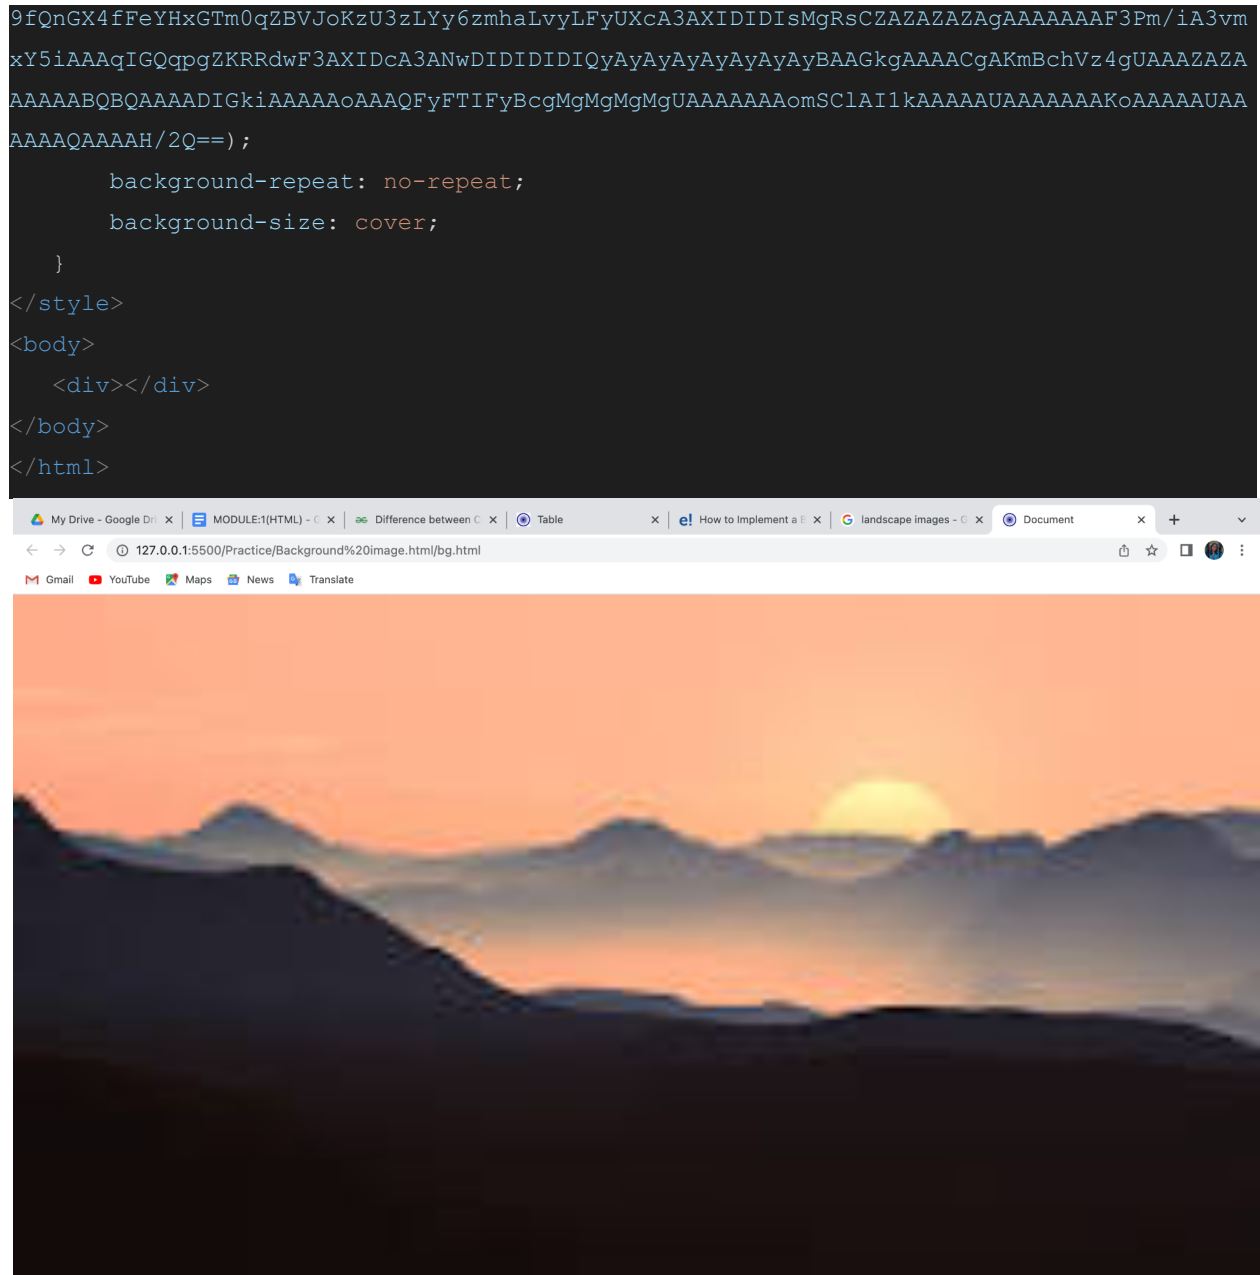 9fQnGX4fFeYHxGTm0qZBVJoKzU3zLYy6zmhaLvyLFyUXcA3AXIDIDIsMgRsCZAZAZAZAgAAAAAAAF3Pm/iA3vm
xY5iAAAqIGQqpgZKRRdwF3AXIDcA3ANwDIDIDIDIQyAyAyAyAyAyAyAyBAAGkgAAAACgAKmBchVz4gUAAAZAZA
AAAAABQBQAAAADIGkiAAAAAoAAAQFyFTIFyBcgMgMgMgMgUAAAAAAAomSClAI1kAAAAAUAAAAAAAKoAAAAAUAA
AAAAQAAAAH/2Q==);
background-repeat: no-repeat;
background-size: cover;
}
</style>
<body>
<div></div>
</body>
</html>
My Drive - Google Dri
MODULE:1(HTML) - G
Difference between C
Table
How to Implement a B
landscape images - G
Document
127.0.0.1:5500/Practice/Background%20image.html/bg.html
Gmail YouTube Maps News Translate